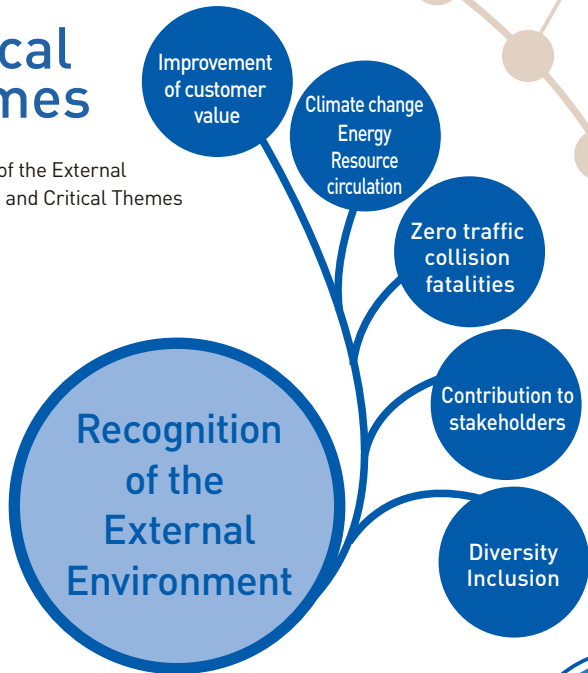 cal
mes
of the External
and Critical Themes
Improvement
of customer
value
Climate change
Energy
Resource
circulation
Zero traffic
collision
fatalities
Contribution to
stakeholders
Diversity
Inclusion
Recognition
of the
External
Environment